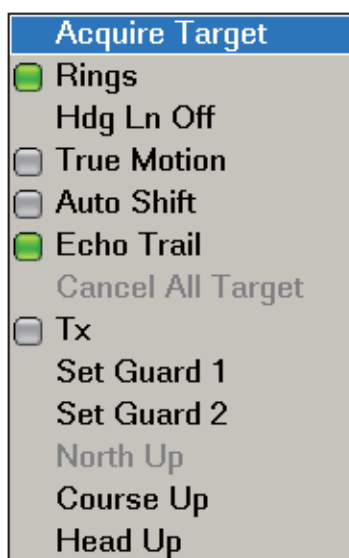 Acquire Target
Rings
Hdg Ln Off
True Motion
Auto Shift
Echo Trail
Cancel All Target
Tx
Set Guard 1
Set Guard 2
North Up
Course Up
Head Up